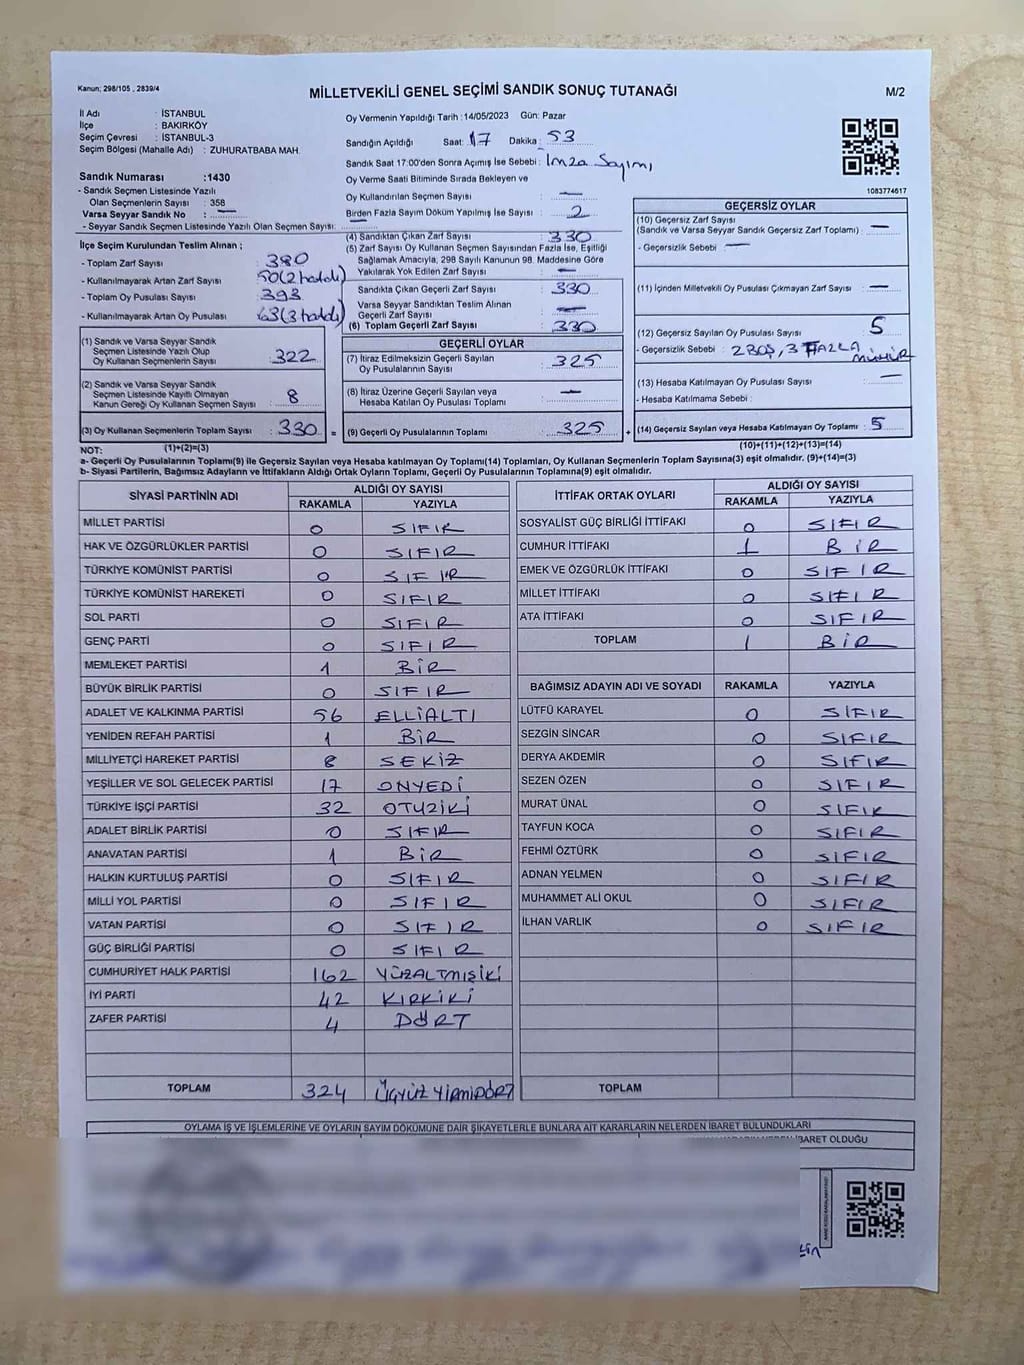 Kanun; 298/105 , 2839/4
MİLLETVEKİLİ GENEL SEÇİMİ SANDIK SONUÇ TUTANAĞI
M/2
İl Adı : İSTANBUL
İlçe : BAKIRKÖY
Seçim Çevresi : İSTANBUL-3
Seçim Bölgesi (Mahalle Adı) : ZUHURATBABA MAH.
Sandık Numarası :1430
- Sandık Seçmen Listesinde Yazılı
Olan Seçmenlerin Sayısı : 358
Varsa Seyyar Sandık No : —
- Seyyar Sandık Seçmen Listesinde Yazılı Olan Seçmen Sayısı: —
İlçe Seçim Kurulundan Teslim Alınan ;
- Toplam Zarf Sayısı : 380
- Kullanılmayarak Artan Zarf Sayısı : 50(2 hatalı)
- Toplam Oy Pusulası Sayısı : 393
- Kullanılmayarak Artan Oy Pusulası : 63(3 hatalı)
(1) Sandık ve Varsa Seyyar Sandık
Seçmen Listesinde Yazılı Olup
Oy Kullanan Seçmenlerin Sayısı : 322
(2) Sandık ve Varsa Seyyar Sandık
Seçmen Listesinde Kayıtlı Olmayan
Kanun Gereği Oy Kullanan Seçmen Sayısı : 8
(3) Oy Kullanan Seçmenlerin Toplam Sayısı : 330 =
Oy Vermenin Yapıldığı Tarih :14/05/2023 Gün: Pazar
Sandığın Açıldığı Saat: 17 Dakika: 53
Sandık Saat 17:00'den Sonra Açılmış İse Sebebi : İmza Sayımı
Oy Verme Saati Bitiminde Sırada Bekleyen ve
Oy Kullandırılan Seçmen Sayısı : —
Birden Fazla Sayım Döküm Yapılmış İse Sayısı : 2
(4) Sandıktan Çıkan Zarf Sayısı : 330
(5) Zarf Sayısı Oy Kullanan Seçmen Sayısından Fazla İse, Eşitliği
Sağlamak Amacıyla, 298 Sayılı Kanunun 98. Maddesine Göre
Yakılarak Yok Edilen Zarf Sayısı : —
Sandıkta Çıkan Geçerli Zarf Sayısı : 330
Varsa Seyyar Sandıktan Teslim Alınan
Geçerli Zarf Sayısı : —
(6) Toplam Geçerli Zarf Sayısı : 330
GEÇERLİ OYLAR
(7) İtiraz Edilmeksizin Geçerli Sayılan
Oy Pusulalarının Sayısı : 325
(8) İtiraz Üzerine Geçerli Sayılan veya
Hesaba Katılan Oy Pusulası Toplamı : —
(9) Geçerli Oy Pusulalarının Toplamı : 325 +
1083774617
GEÇERSİZ OYLAR
(10) Geçersiz Zarf Sayısı
(Sandık ve Varsa Seyyar Sandık Geçersiz Zarf Toplamı) : —
- Geçersizlik Sebebi : —
(11) İçinden Milletvekili Oy Pusulası Çıkmayan Zarf Sayısı : —
(12) Geçersiz Sayılan Oy Pusulası Sayısı : 5
- Geçersizlik Sebebi : 2 BOŞ, 3 FAZLA MÜHÜR
(13) Hesaba Katılmayan Oy Pusulası Sayısı : —
- Hesaba Katılmama Sebebi :
(14) Geçersiz Sayılan veya Hesaba Katılmayan Oy Toplamı : 5
NOT: (1)+(2)=(3)
(10)+(11)+(12)+(13)=(14)
a- Geçerli Oy Pusulalarının Toplamı(9) ile Geçersiz Sayılan veya Hesaba katılmayan Oy Toplamı(14) Toplamları, Oy Kullanan Seçmenlerin Toplam Sayısına(3) eşit olmalıdır. (9)+(14)=(3)
b- Siyasi Partilerin, Bağımsız Adayların ve İttifakların Aldığı Ortak Oyların Toplamı, Geçerli Oy Pusulalarının Toplamına(9) eşit olmalıdır.
SİYASİ PARTİNİN ADI ALDIĞI OY SAYISI
RAKAMLA YAZIYLA
MİLLET PARTİSİ 0 SIFIR
HAK VE ÖZGÜRLÜKLER PARTİSİ 0 SIFIR
TÜRKİYE KOMÜNİST PARTİSİ 0 SIFIR
TÜRKİYE KOMÜNİST HAREKETİ 0 SIFIR
SOL PARTİ 0 SIFIR
GENÇ PARTİ 0 SIFIR
MEMLEKET PARTİSİ 1 BİR
BÜYÜK BİRLİK PARTİSİ 0 SIFIR
ADALET VE KALKINMA PARTİSİ 56 ELLİALTI
YENİDEN REFAH PARTİSİ 1 BİR
MİLLİYETÇİ HAREKET PARTİSİ 8 SEKİZ
YEŞİLLER VE SOL GELECEK PARTİSİ 17 ONYEDİ
TÜRKİYE İŞÇİ PARTİSİ 32 OTUZİKİ
ADALET BİRLİK PARTİSİ 0 SIFIR
ANAVATAN PARTİSİ 1 BİR
HALKIN KURTULUŞ PARTİSİ 0 SIFIR
MİLLİ YOL PARTİSİ 0 SIFIR
VATAN PARTİSİ 0 SIFIR
GÜÇ BİRLİĞİ PARTİSİ 0 SIFIR
CUMHURİYET HALK PARTİSİ 162 YÜZALTMIŞİKİ
İYİ PARTİ 42 KIRKİKİ
ZAFER PARTİSİ 4 DÖRT
TOPLAM 324 ÜÇYÜZ YİRMİDÖRT
İTTİFAK ORTAK OYLARI ALDIĞI OY SAYISI
RAKAMLA YAZIYLA
SOSYALİST GÜÇ BİRLİĞİ İTTİFAKI 0 SIFIR
CUMHUR İTTİFAKI 1 BİR
EMEK VE ÖZGÜRLÜK İTTİFAKI 0 SIFIR
MİLLET İTTİFAKI 0 SIFIR
ATA İTTİFAKI 0 SIFIR
TOPLAM 1 BİR
BAĞIMSIZ ADAYIN ADI VE SOYADI RAKAMLA YAZIYLA
LÜTFÜ KARAYEL 0 SIFIR
SEZGİN SİNCAR 0 SIFIR
DERYA AKDEMİR 0 SIFIR
SEZEN ÖZEN 0 SIFIR
MURAT ÜNAL 0 SIFIR
TAYFUN KOCA 0 SIFIR
FEHMİ ÖZTÜRK 0 SIFIR
ADNAN YELMEN 0 SIFIR
MUHAMMET ALİ OKUL 0 SIFIR
İLHAN VARLIK 0 SIFIR
TOPLAM
OYLAMA İŞ VE İŞLEMLERİNE VE OYLARIN SAYIM DÖKÜMÜNE DAİR ŞİKAYETLERLE BUNLARA AİT KARARLARIN NELERDEN İBARET BULUNDUKLARI
İBARET OLDUĞU